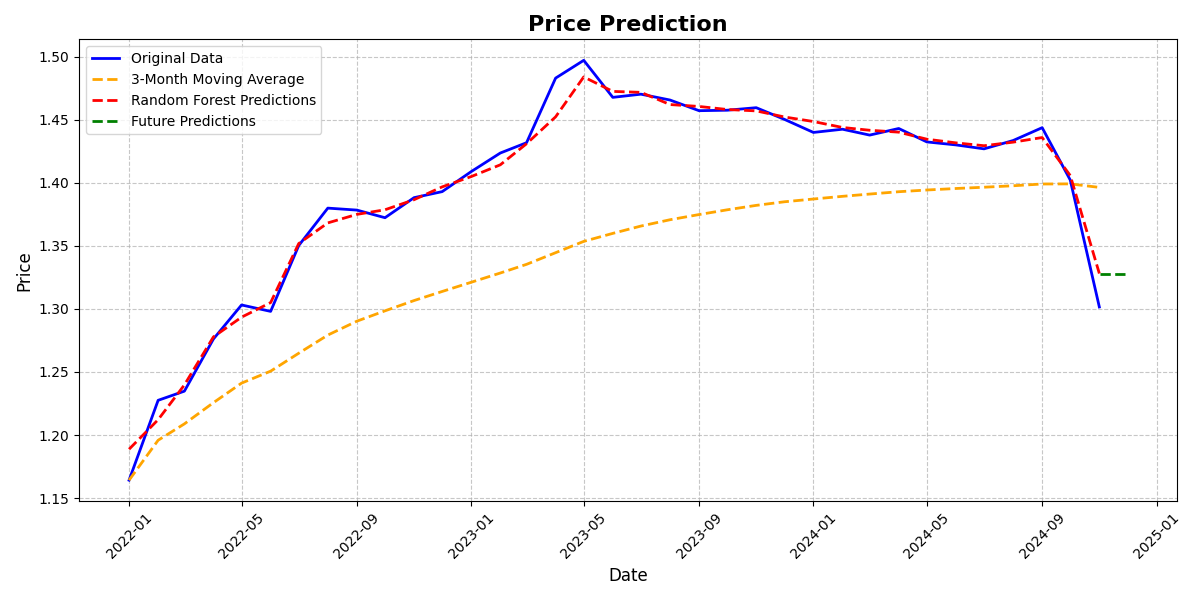 Price Prediction
Original Data
3-Month Moving Average
Random Forest Predictions
Future Predictions
Price
1.50
1.45
1.40
1.35
1.30
1.25
1.20
1.15
2022-01
2022-05
2022-09
2023-01
2023-05
2023-09
2024-01
2024-05
2024-09
2025-01
Date